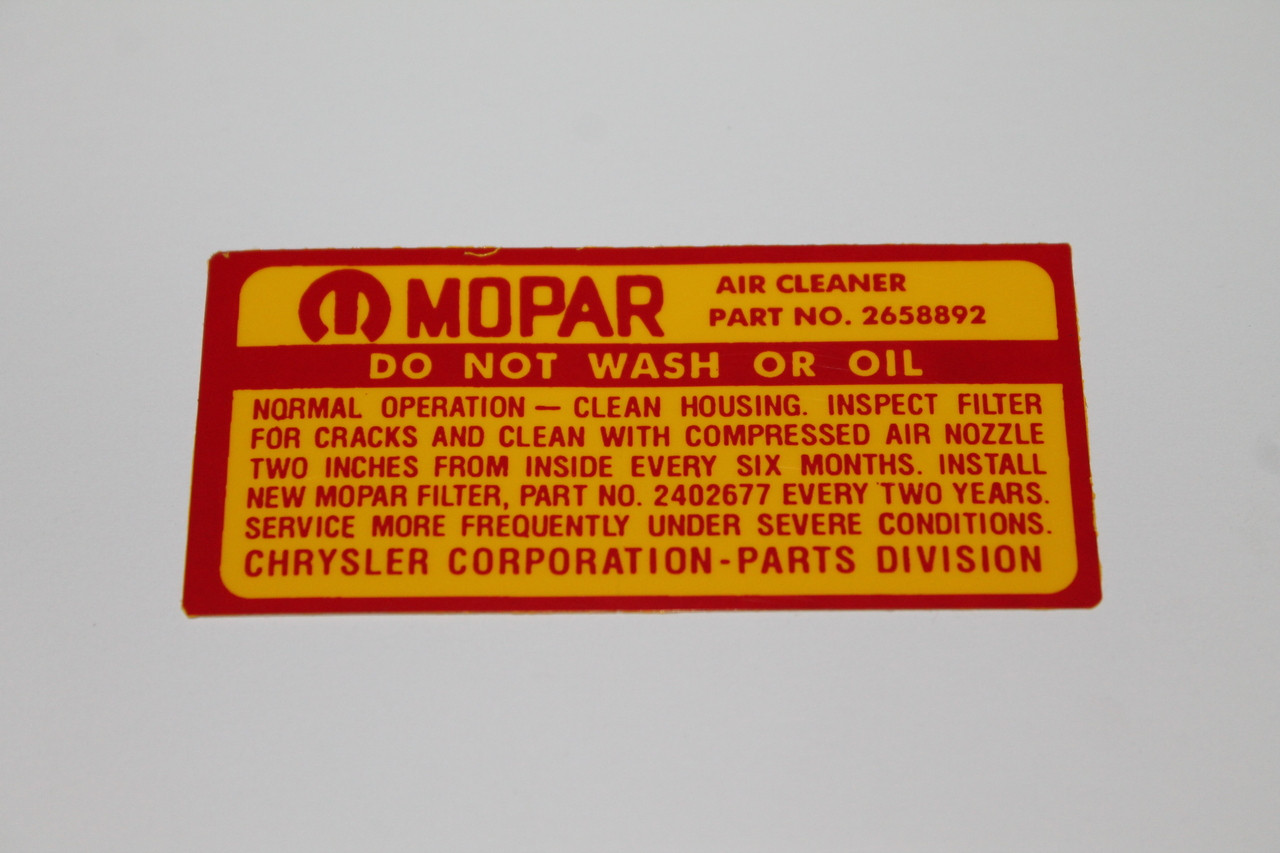 MOPAR
AIR CLEANER
PART NO. 2658892
DO NOT WASH OR OIL
NORMAL OPERATION — CLEAN HOUSING. INSPECT FILTER
FOR CRACKS AND CLEAN WITH COMPRESSED AIR NOZZLE
TWO INCHES FROM INSIDE EVERY SIX MONTHS. INSTALL
NEW MOPAR FILTER, PART NO. 2402677 EVERY TWO YEARS.
SERVICE MORE FREQUENTLY UNDER SEVERE CONDITIONS.
CHRYSLER CORPORATION-PARTS DIVISION